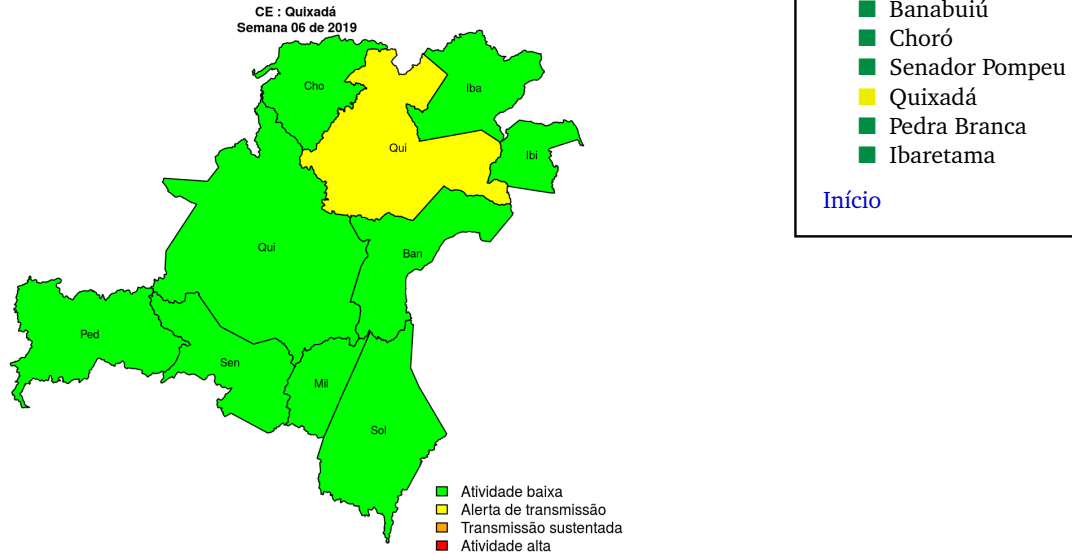 CE : Quixadá
Semana 06 de 2019
Cho
Iba
Qui
Ibi
Qui
Ban
Ped
Sen
Mil
Sol
Atividade baixa
Alerta de transmissão
Transmissão sustentada
Atividade alta
Banabuiú
Choró
Senador Pompeu
Quixadá
Pedra Branca
Ibaretama
Início